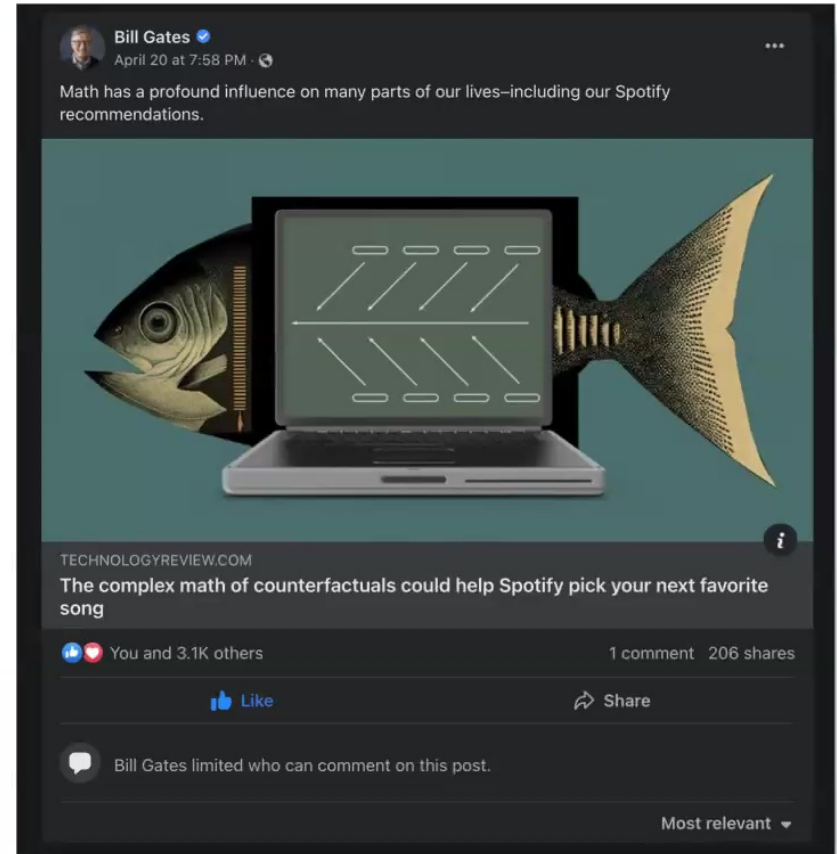 Bill Gates
April 20 at 7:58 PM ·
Math has a profound influence on many parts of our lives–including our Spotify
recommendations.
i
TECHNOLOGYREVIEW.COM
The complex math of counterfactuals could help Spotify pick your next favorite
song
You and 3.1K others 1 comment 206 shares
Like Share
Bill Gates limited who can comment on this post.
Most relevant